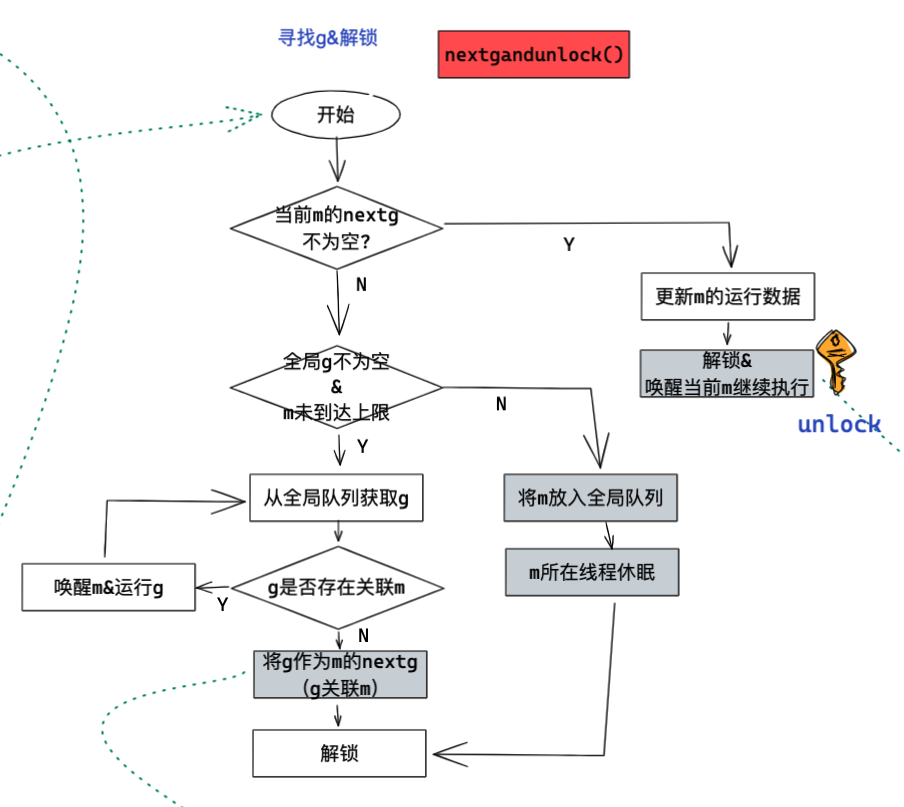 寻找g&解锁
nextgandunlock()
开始
当前m的nextg
不为空?
Y
N
更新m的运行数据
解锁&
唤醒当前m继续执行
unlock
全局g不为空
&
m未到达上限
N
Y
从全局队列获取g
将m放入全局队列
唤醒m&运行g
Y
g是否存在关联m
m所在线程休眠
N
将g作为m的nextg
（g关联m）
解锁